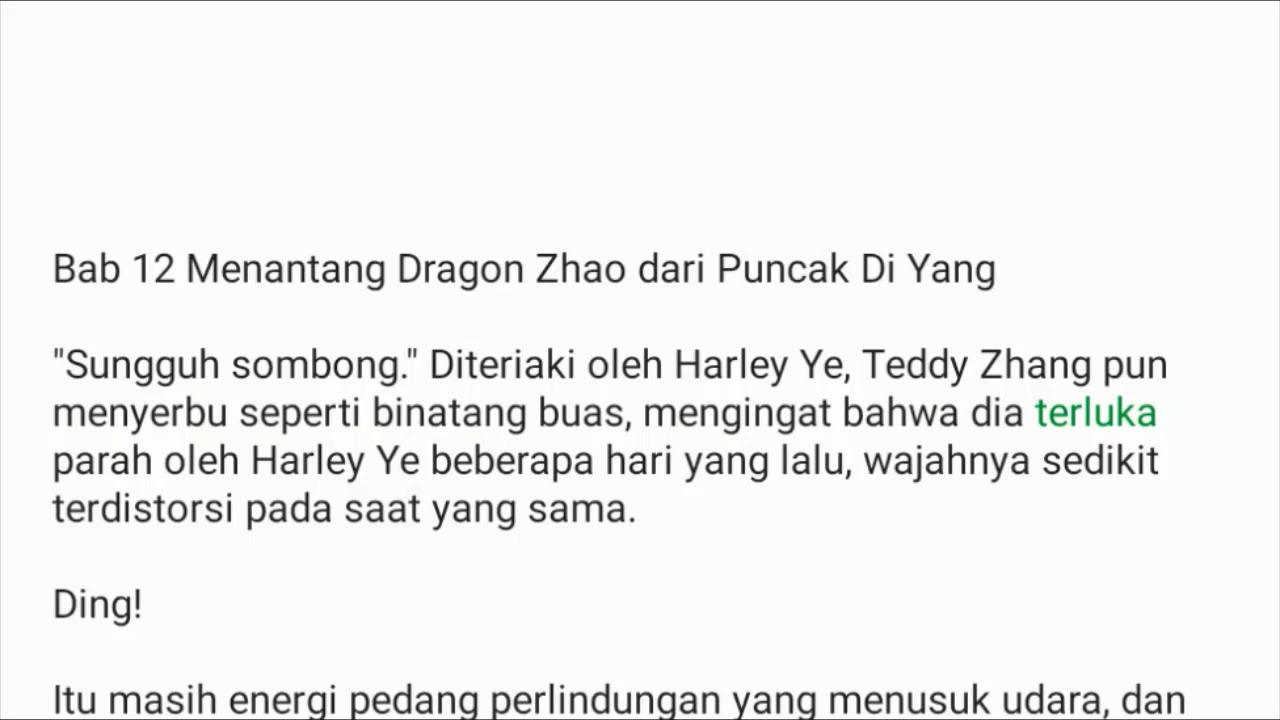 Bab 12 Menantang Dragon Zhao dari Puncak Di Yang
"Sungguh sombong." Diteriaki oleh Harley Ye, Teddy Zhang pun
menyerbu seperti binatang buas, mengingat bahwa dia terluka
parah oleh Harley Ye beberapa hari yang lalu, wajahnya sedikit
terdistorsi pada saat yang sama.
Ding!
Itu masih energi pedang perlindungan yang menusuk udara, dan